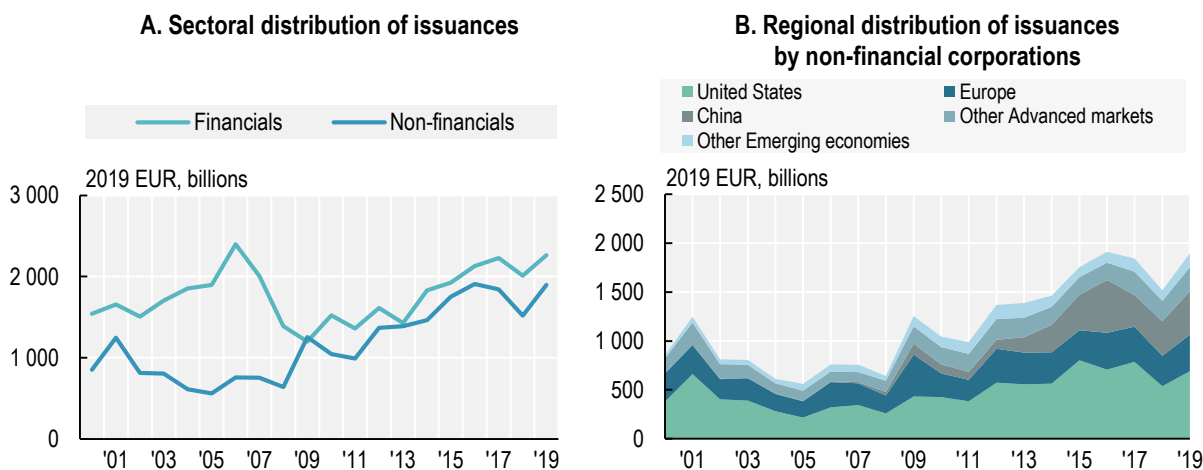 A. Sectoral distribution of issuances
Financials
Non-financials
2019 EUR, billions
3 000
2 000
1 000
0
'01 '03 '05 '07 '09 '11 '13 '15 '17 '19
B. Regional distribution of issuances
by non-financial corporations
United States
Europe
China
Other Advanced markets
Other Emerging economies
2019 EUR, billions
2 500
2 000
1 500
1 000
500
0
'01 '03 '05 '07 '09 '11 '13 '15 '17 '19